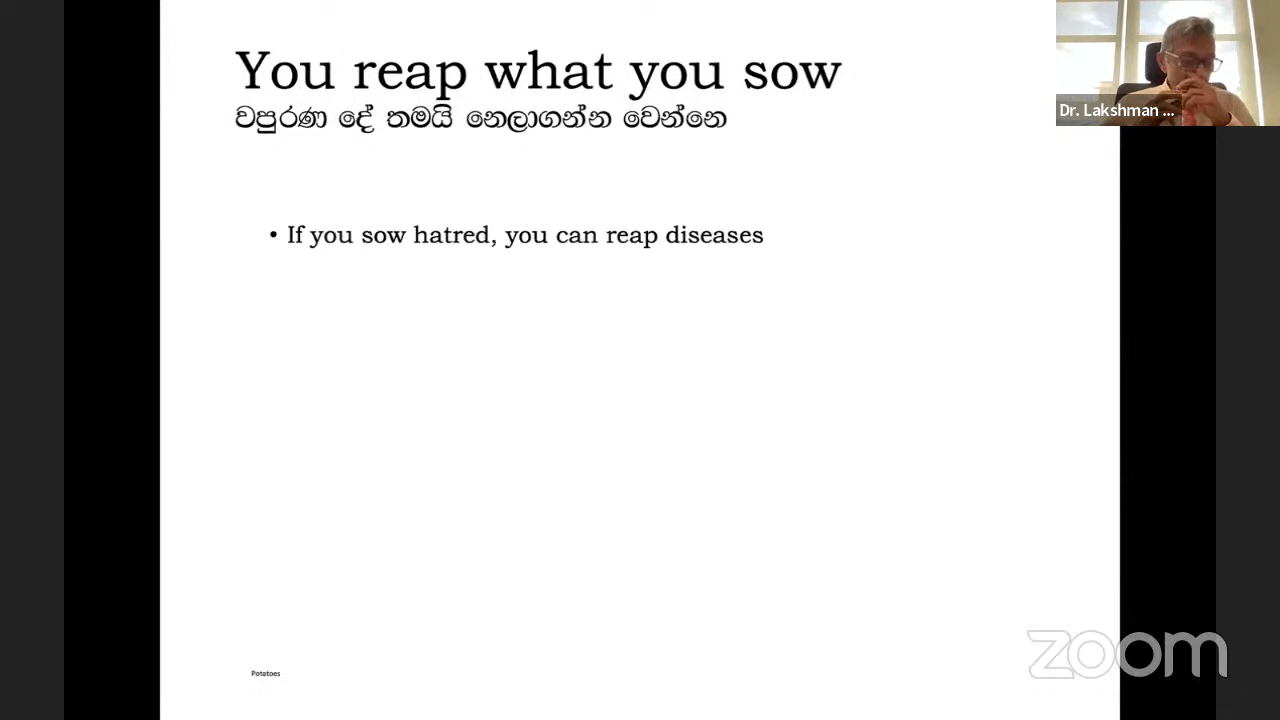 You reap what you sow
වපුරණ දේ තමයි නෙලාගන්න වෙන්නෙ
Dr. Lakshman ...
• If you sow hatred, you can reap diseases
Potatoes
zoom